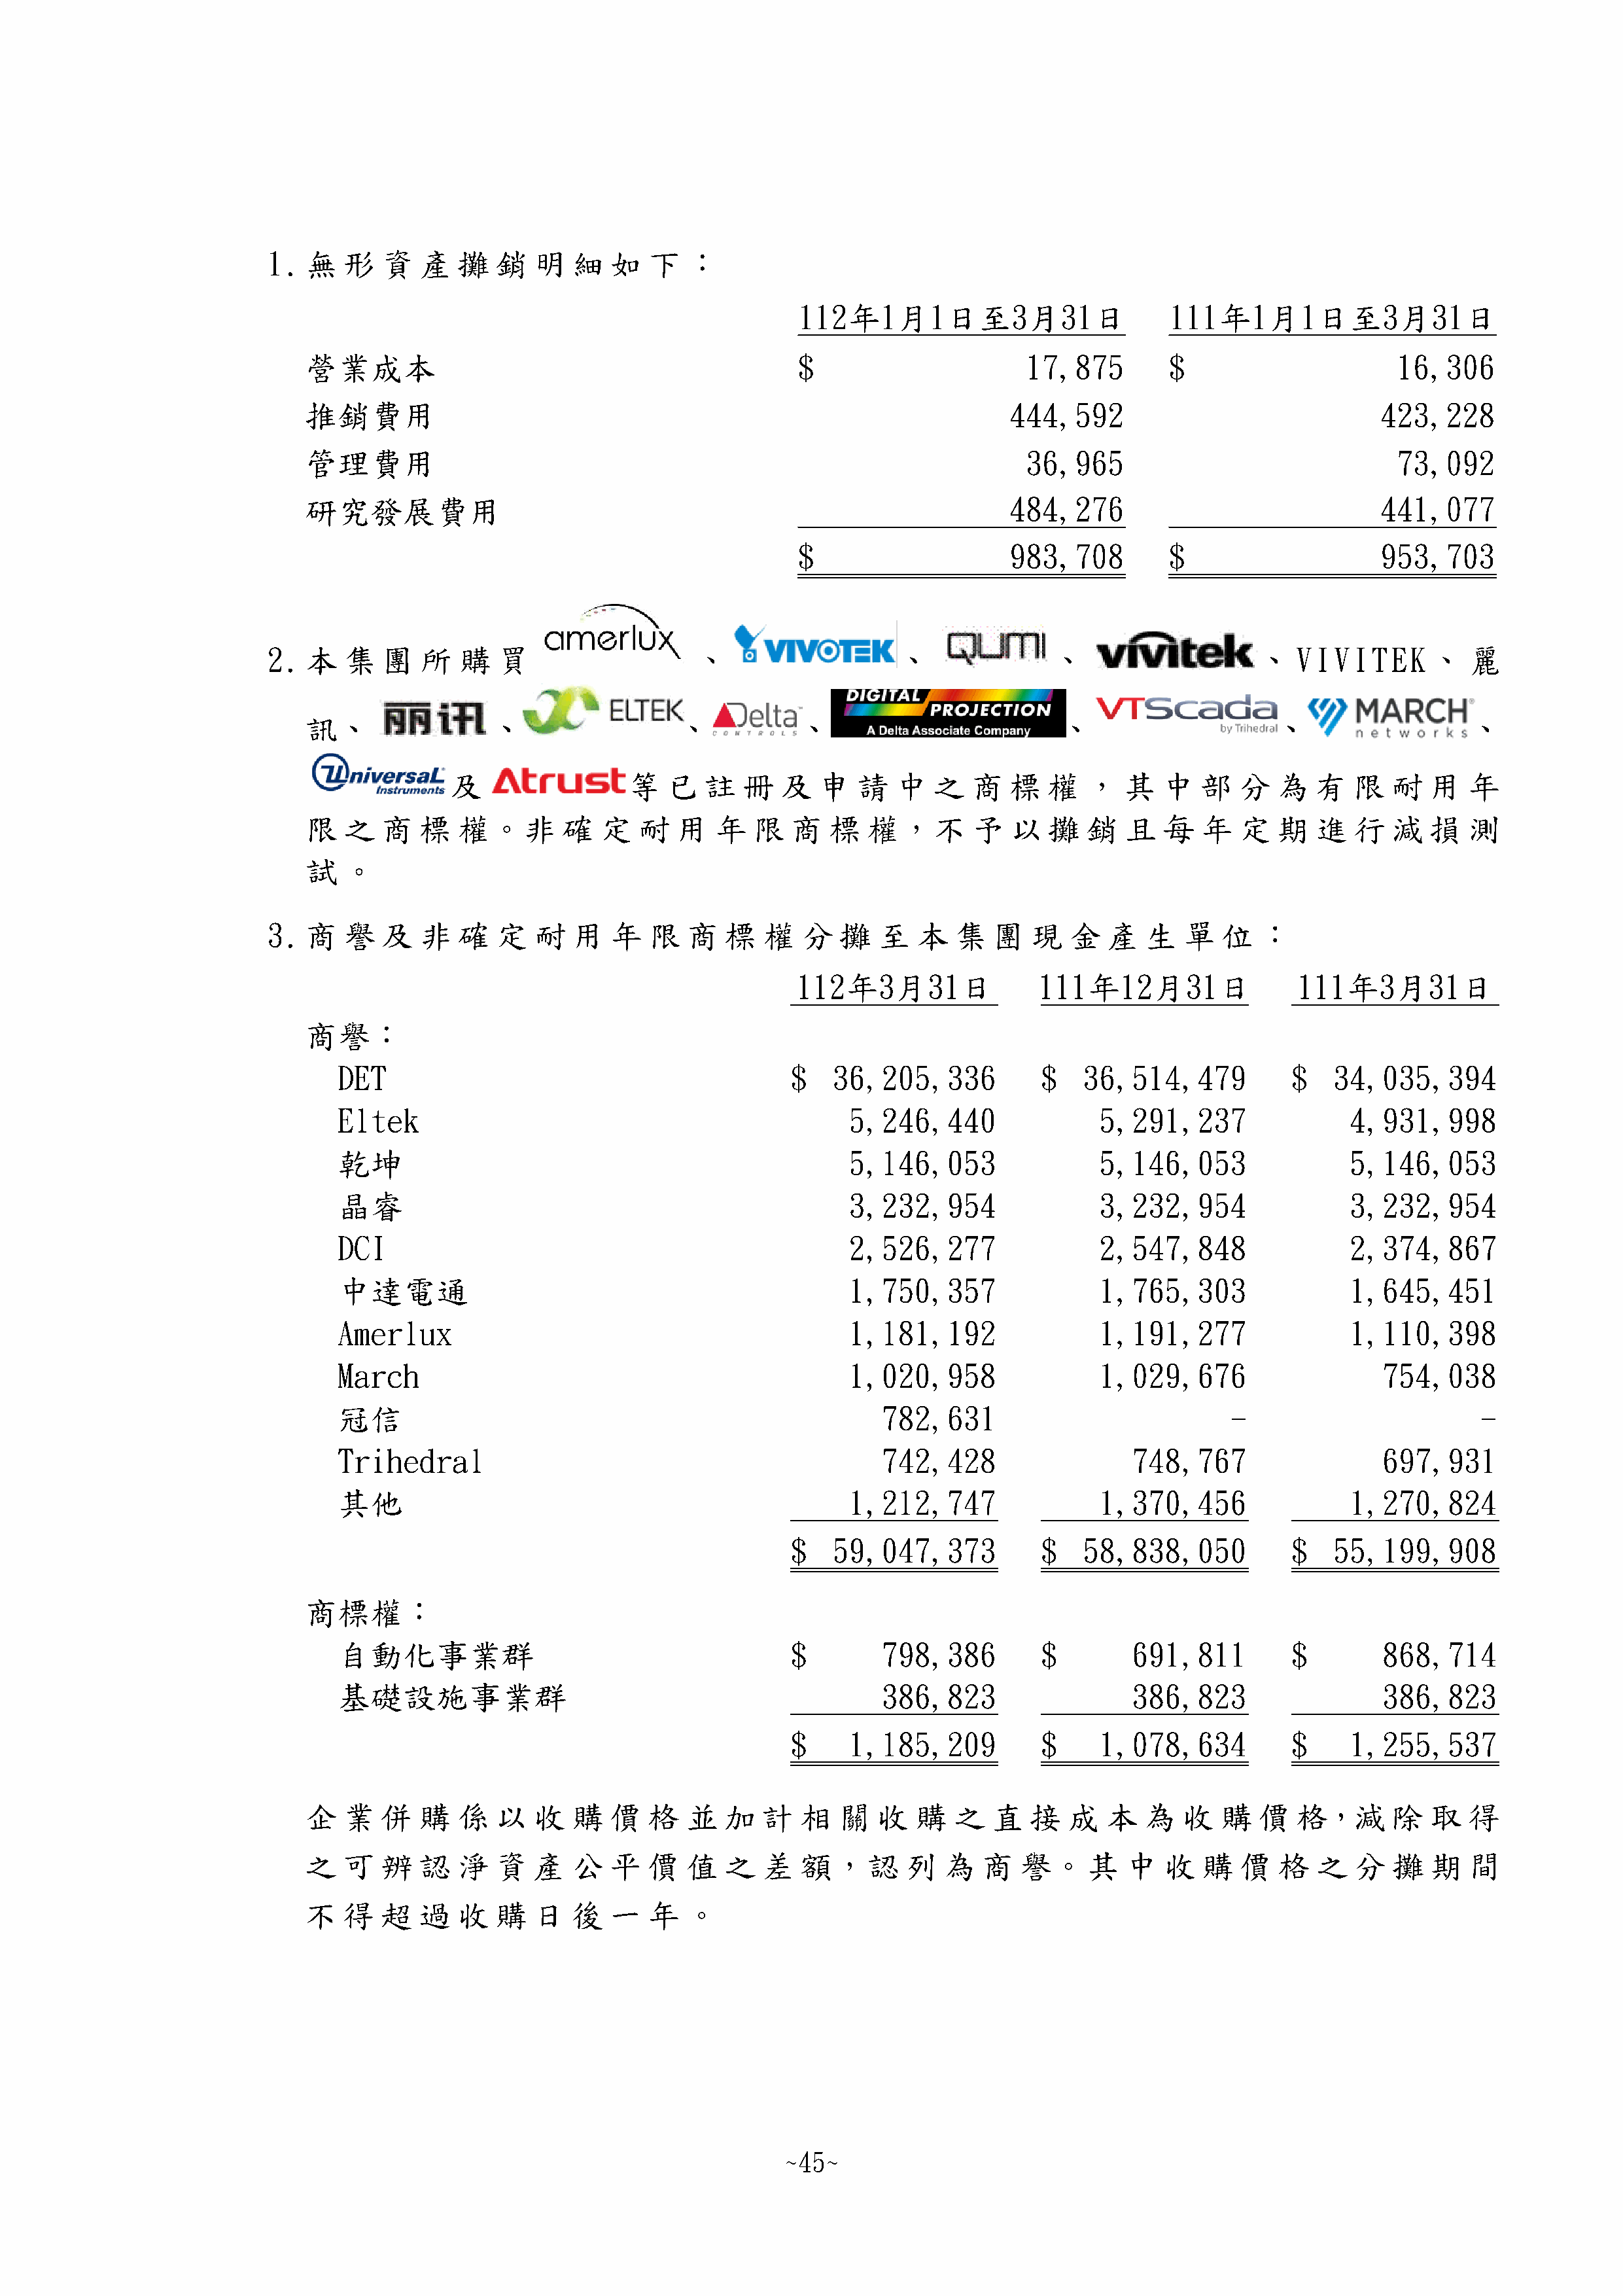 1. 無形資產攤銷明細如下：
112年1月1日至3月31日 111年1月1日至3月31日
營業成本 $ 17,875 $ 16,306
推銷費用 444,592 423,228
管理費用 36,965 73,092
研究發展費用 484,276 441,077
$ 983,708 $ 953,703
2. 本集團所購買 amerlux 、 VIVOTEK 、 QUMI 、 vivitek 、VIVITEK、麗
訊、 丽讯 、 ELTEK 、 Delta CONTROLS 、 DIGITAL PROJECTION A Delta Associate Company 、 VTScada by Trihedral 、 MARCH networks 、
Universal Instruments 及 Atrust 等已註冊及申請中之商標權，其中部分為有限耐用年
限之商標權。非確定耐用年限商標權，不予以攤銷且每年定期進行減損測
試。
3. 商譽及非確定耐用年限商標權分攤至本集團現金產生單位：
112年3月31日 111年12月31日 111年3月31日
商譽：
DET $ 36,205,336 $ 36,514,479 $ 34,035,394
Eltek 5,246,440 5,291,237 4,931,998
乾坤 5,146,053 5,146,053 5,146,053
晶睿 3,232,954 3,232,954 3,232,954
DCI 2,526,277 2,547,848 2,374,867
中達電通 1,750,357 1,765,303 1,645,451
Amerlux 1,181,192 1,191,277 1,110,398
March 1,020,958 1,029,676 754,038
冠信 782,631 - -
Trihedral 742,428 748,767 697,931
其他 1,212,747 1,370,456 1,270,824
$ 59,047,373 $ 58,838,050 $ 55,199,908
商標權：
自動化事業群 $ 798,386 $ 691,811 $ 868,714
基礎設施事業群 386,823 386,823 386,823
$ 1,185,209 $ 1,078,634 $ 1,255,537
企業併購係以收購價格並加計相關收購之直接成本為收購價格，減除取得
之可辨認淨資產公平價值之差額，認列為商譽。其中收購價格之分攤期間
不得超過收購日後一年。
~45~